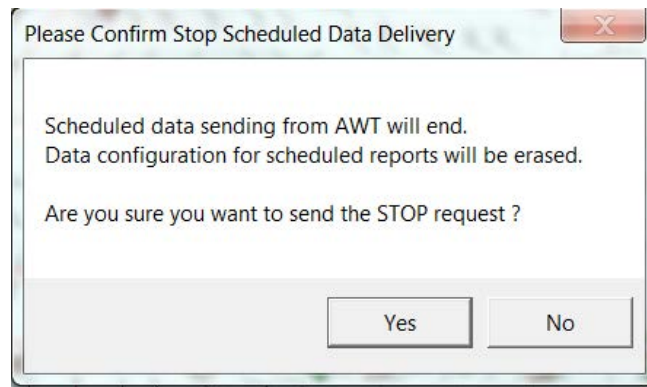 Please Confirm Stop Scheduled Data Delivery
Scheduled data sending from AWT will end.
Data configuration for scheduled reports will be erased.
Are you sure you want to send the STOP request ?
Yes
No